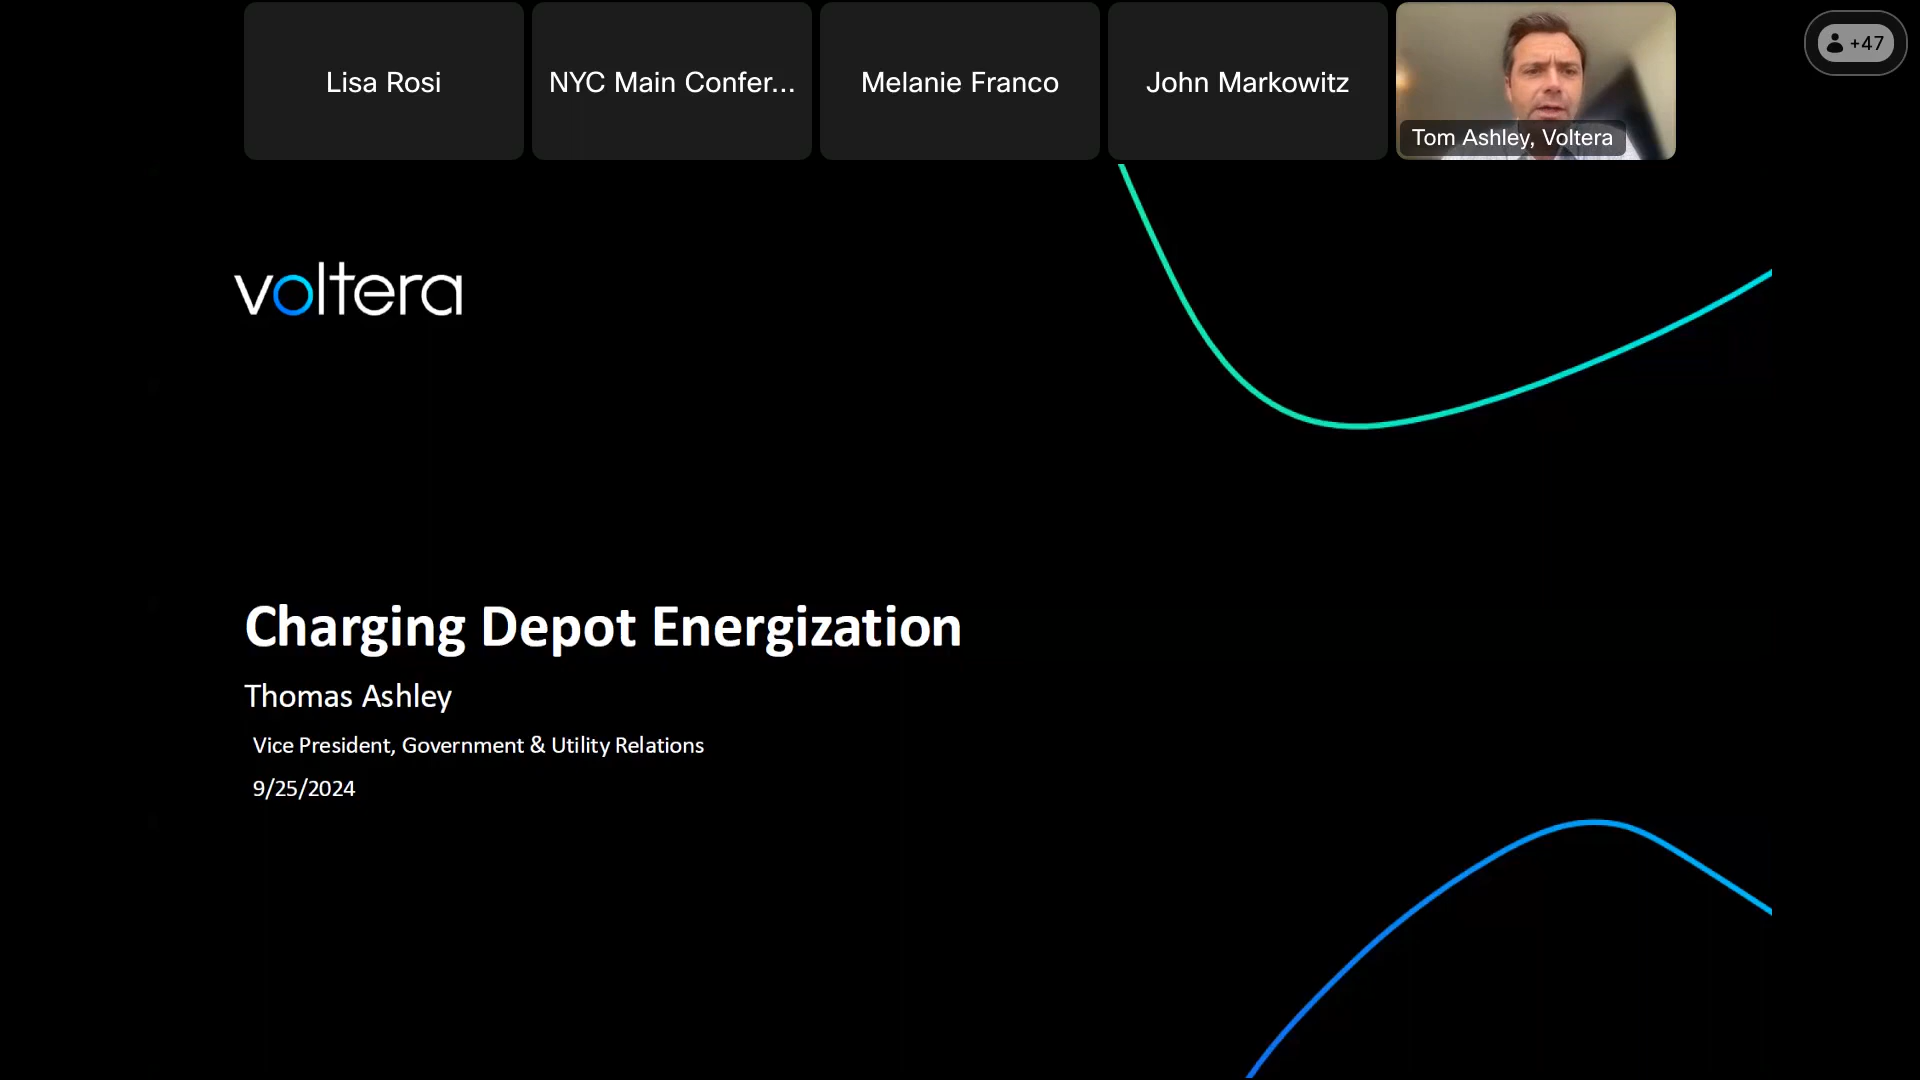 Lisa Rosi
NYC Main Confer...
Melanie Franco
John Markowitz
Tom Ashley, Voltera
+47
voltera
Charging Depot Energization
Thomas Ashley
Vice President, Government & Utility Relations
9/25/2024